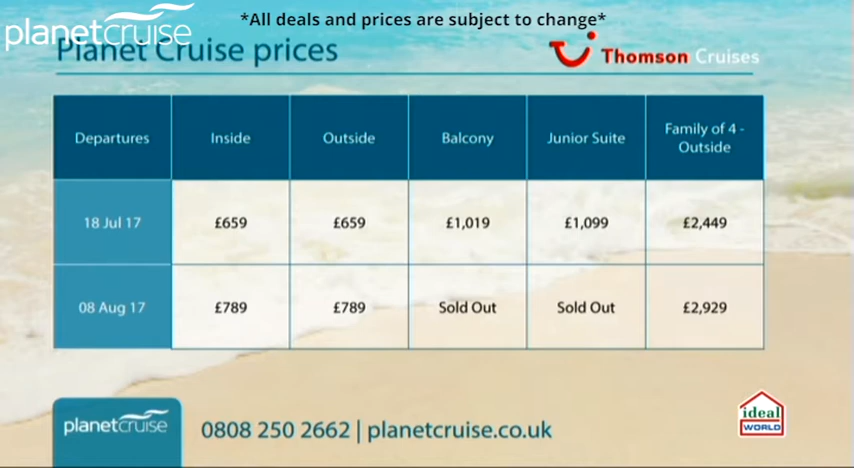 *All deals and prices are subject to change*
planetcruise
Planet Cruise prices
Thomson Cruises
Departures Inside Outside Balcony Junior Suite Family of 4 -
Outside
18 Jul 17 £659 £659 £1,019 £1,099 £2,449
08 Aug 17 £789 £789 Sold Out Sold Out £2,929
planetcruise
0808 250 2662 | planetcruise.co.uk
ideal
WORLD